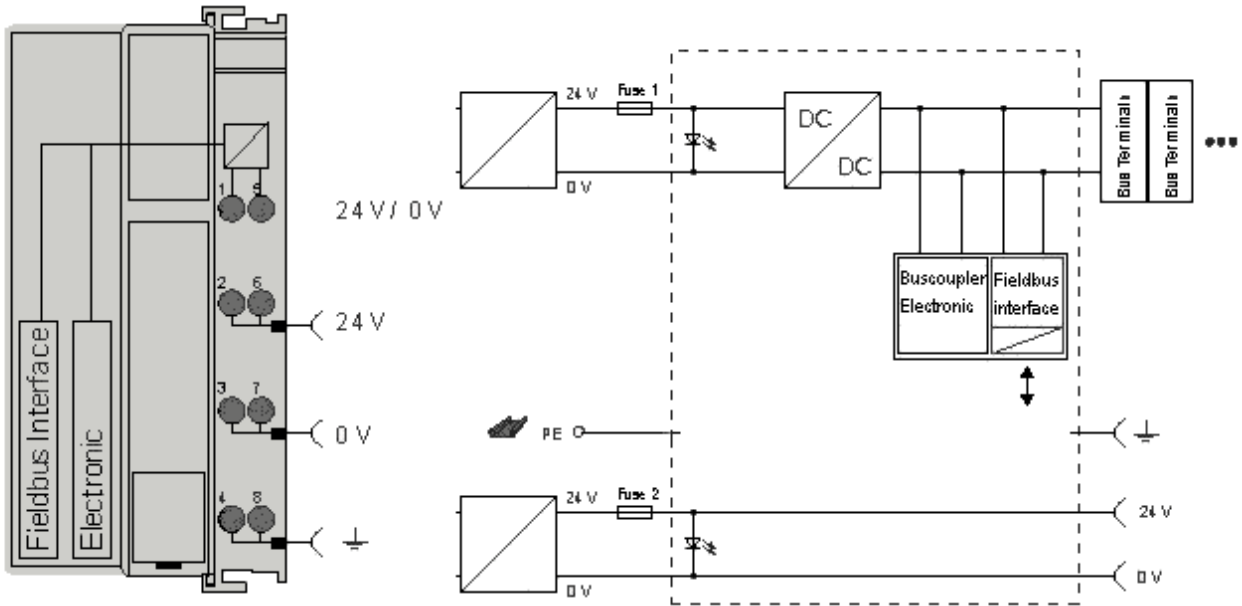 1 5
24 V / 0 V
2 6
24 V
3 7
0 V
4 8
Fieldbus Interface
Electronic
24 V
Fuse 1
0 V
DC
DC
Bus Terminals
Bus Terminals
Buscoupler
Electronic
Fieldbus
interface
PE
24 V
Fuse 2
24 V
0 V
0 V